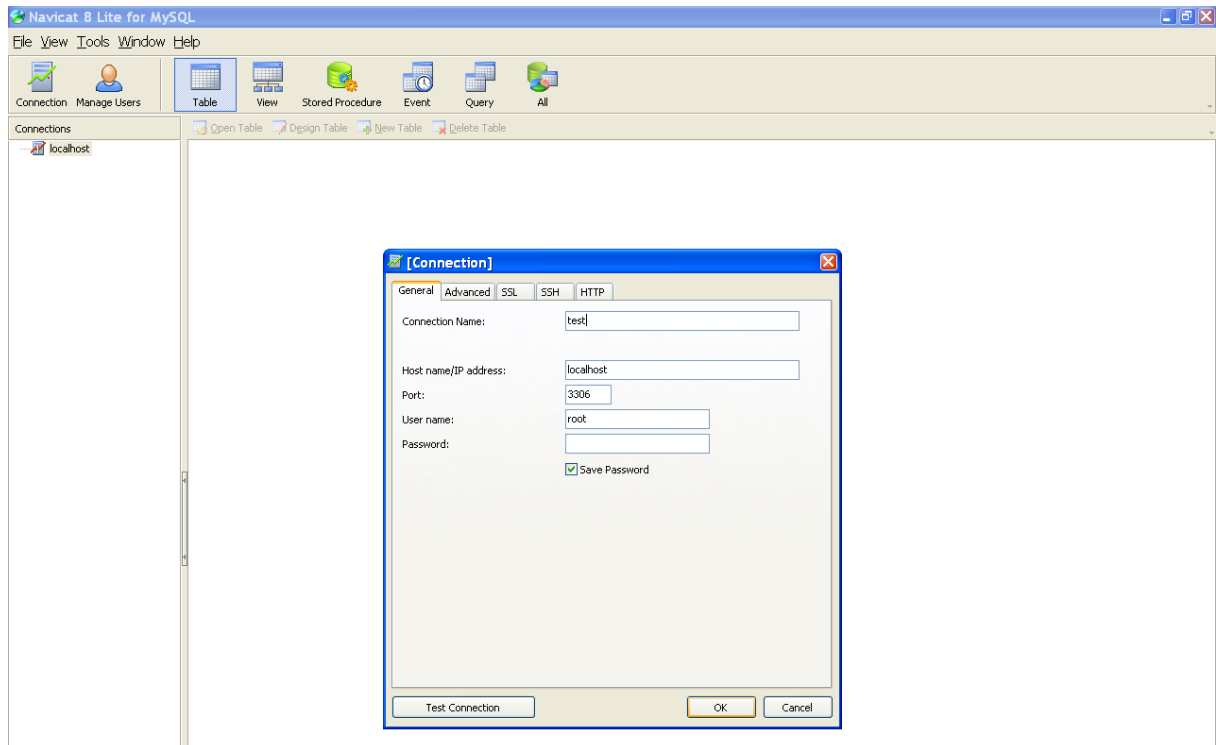 Navicat 8 Lite for MySQL
File View Tools Window Help
Connection Manage Users Table View Stored Procedure Event Query All
Connections Open Table Design Table New Table Delete Table
localhost
[Connection]
General Advanced SSL SSH HTTP
Connection Name: test
Host name/IP address: localhost
Port: 3306
User name: root
Password:
Save Password
Test Connection OK Cancel